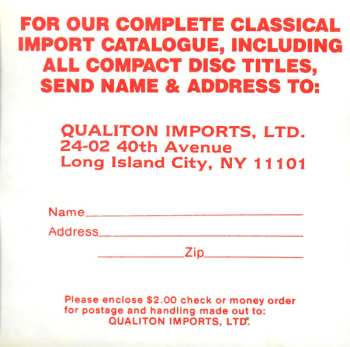 FOR OUR COMPLETE CLASSICAL
IMPORT CATALOGUE, INCLUDING
ALL COMPACT DISC TITLES,
SEND NAME & ADDRESS TO:
QUALITON IMPORTS, LTD.
24-02 40th Avenue
Long Island City, NY 11101
Name
Address
Zip
Please enclose $2.00 check or money order
for postage and handling made out to:
QUALITON IMPORTS, LTD.